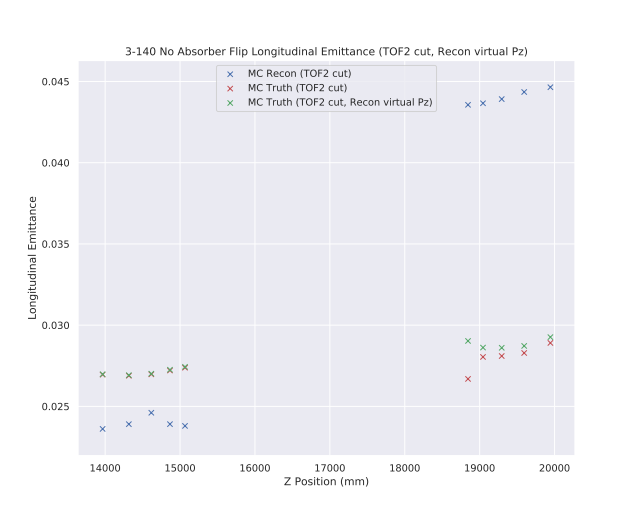 3-140 No Absorber Flip Longitudinal Emittance (TOF2 cut, Recon virtual Pz)
MC Recon (TOF2 cut)
MC Truth (TOF2 cut)
MC Truth (TOF2 cut, Recon virtual Pz)
0.045
0.040
0.035
0.030
0.025
Longitudinal Emittance
14000 15000 16000 17000 18000 19000 20000
Z Position (mm)